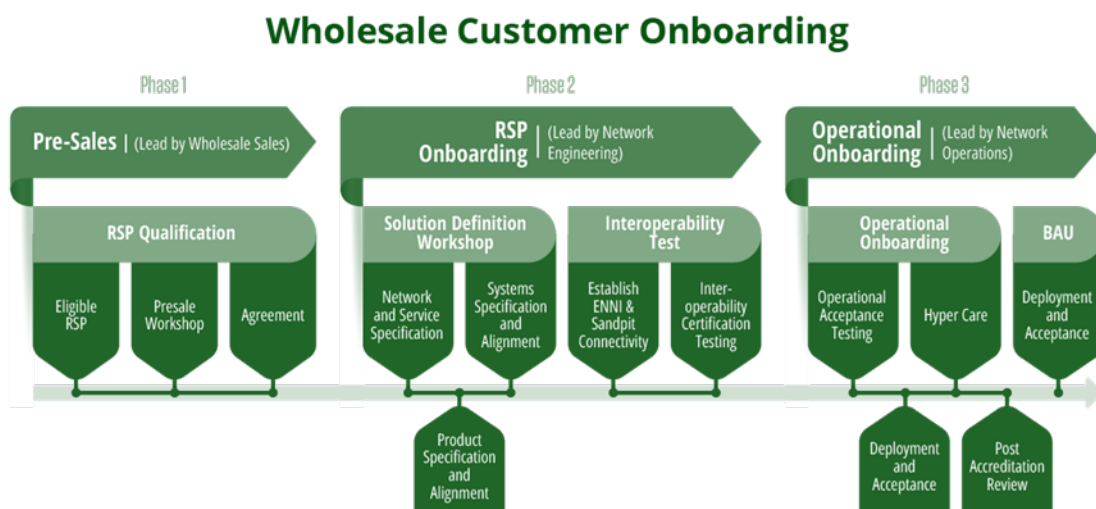 Wholesale Customer Onboarding
Phase 1
Pre-Sales | (Lead by Wholesale Sales)
RSP Qualification
Eligible
RSP
Presale
Workshop
Agreement
Phase 2
RSP
Onboarding
(Lead by Network
Engineering)
Solution Definition
Workshop
Network
and Service
Specification
Systems
Specification
and
Alignment
Product
Specification
and
Alignment
Interoperability
Test
Establish
ENNI &
Sandpit
Connectivity
Inter-
operability
Certification
Testing
Phase 3
Operational
Onboarding
(Lead by Network
Operations)
Operational
Onboarding
Operational
Acceptance
Testing
Hyper Care
Deployment
and
Acceptance
Post
Accreditation
Review
BAU
Deployment
and
Acceptance